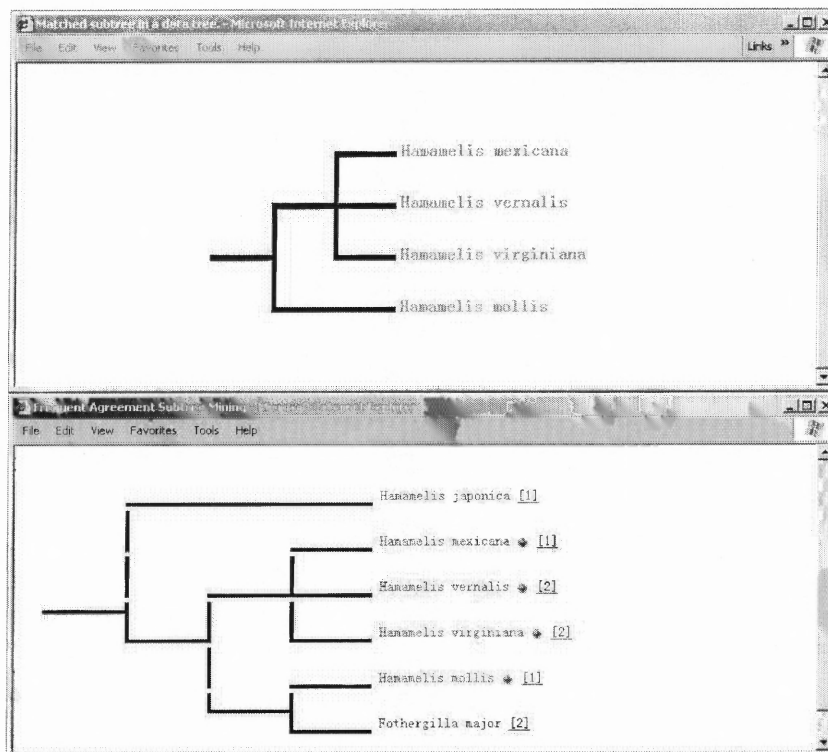 Matched subtree in a data tree. - Microsoft Internet Explorer
File Edit View Favorites Tools Help Links »
Hamamelis mexicana
Hamamelis vernalis
Hamamelis virginiana
Hamamelis mollis
Frequent Agreement Subtree Mining
File Edit View Favorites Tools Help
Hamamelis japonica [1]
Hamamelis mexicana [1]
Hamamelis vernalis [2]
Hamamelis virginiana [2]
Hamamelis mollis [1]
Fothergilla major [2]